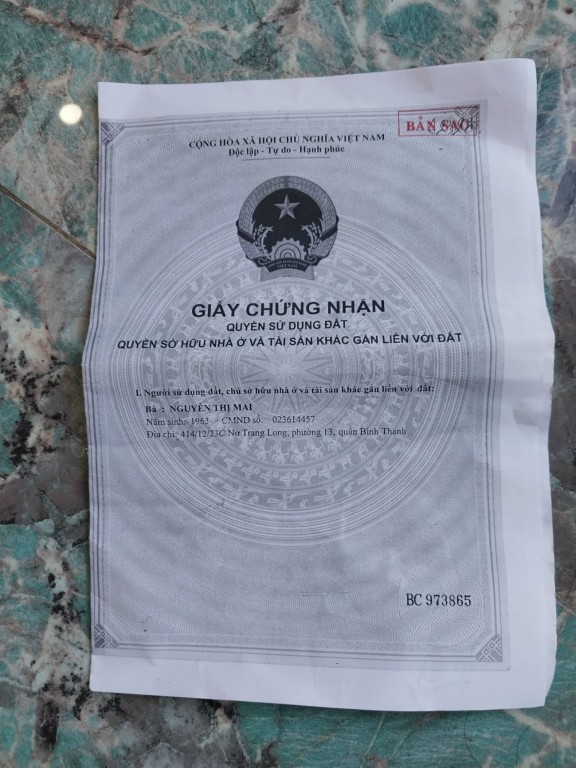 BẢN SAO
CỘNG HÒA XÃ HỘI CHỦ NGHĨA VIỆT NAM
Độc lập - Tự do - Hạnh phúc
VIỆT NAM
GIẤY CHỨNG NHẬN
QUYỀN SỬ DỤNG ĐẤT
QUYỀN SỞ HỮU NHÀ Ở VÀ TÀI SẢN KHÁC GẮN LIỀN VỚI ĐẤT
I. Người sử dụng đất, chủ sở hữu nhà ở và tài sản khác gắn liền với đất:
Bà : NGUYỄN THỊ MAI
Năm sinh: 1963 - CMND số: 023614457
Địa chỉ: 414/12/23C Nơ Trang Long, phường 13, quận Bình Thạnh
BC 973865